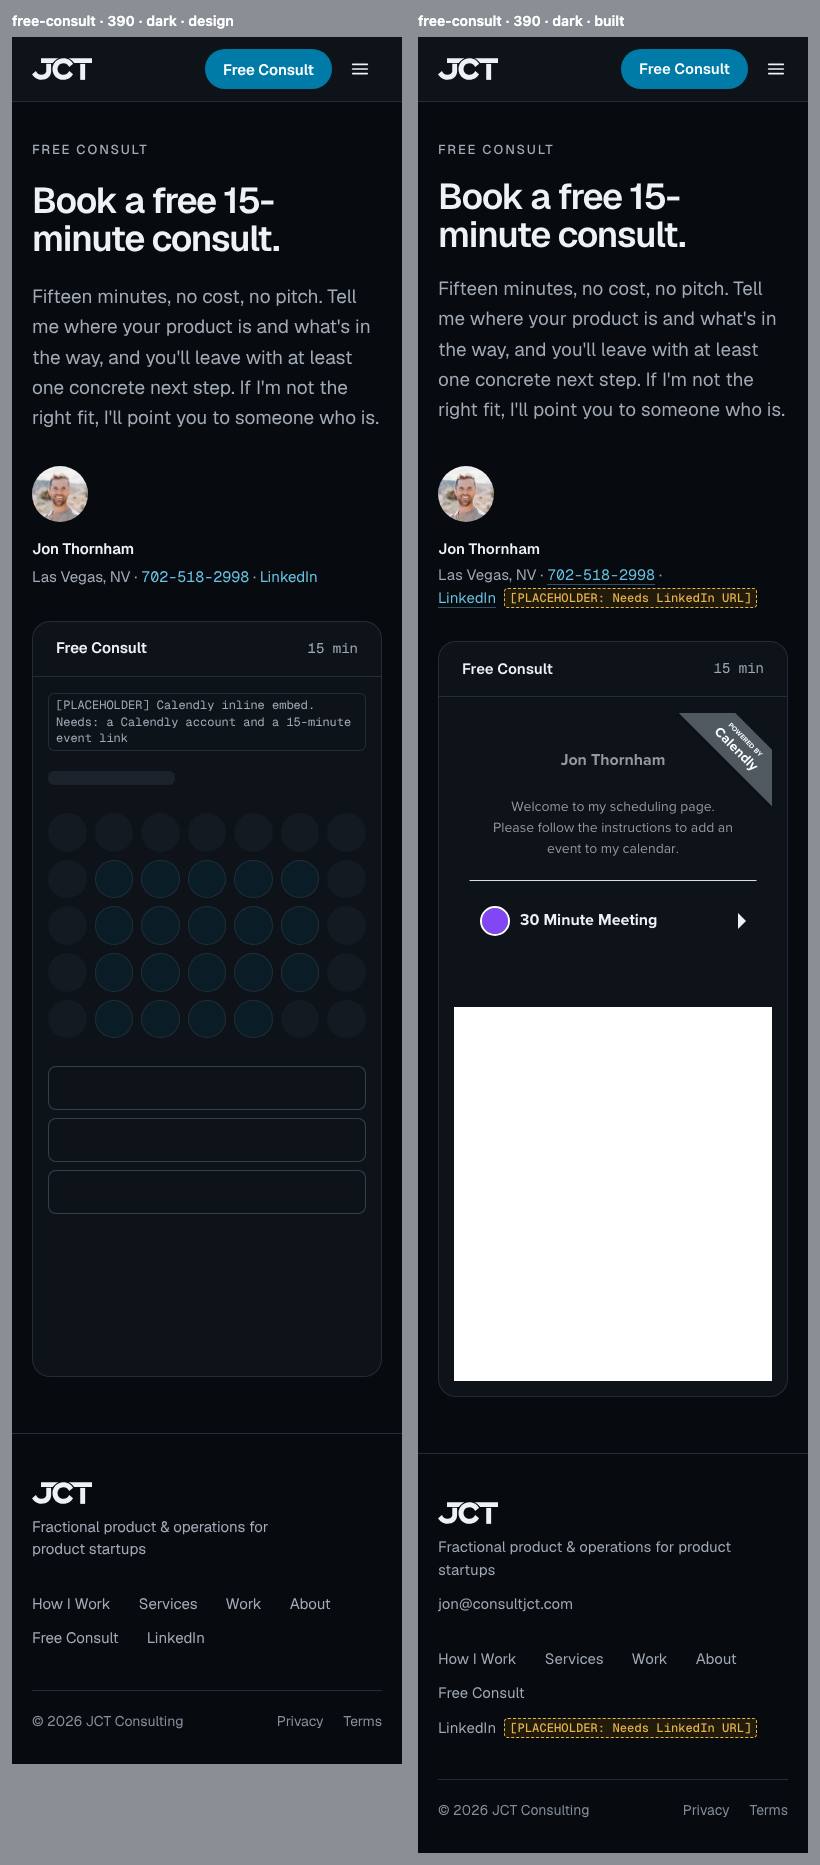 free-consult · 390 · dark · design
JCT
Free Consult
FREE CONSULT
Book a free 15-
minute consult.
Fifteen minutes, no cost, no pitch. Tell
me where your product is and what's in
the way, and you'll leave with at least
one concrete next step. If I'm not the
right fit, I'll point you to someone who is.
Jon Thornham
Las Vegas, NV · 702-518-2998 · LinkedIn
Free Consult
15 min
[PLACEHOLDER] Calendly inline embed.
Needs: a Calendly account and a 15-minute
event link
JCT
Fractional product & operations for
product startups
How I Work Services Work About
Free Consult LinkedIn
© 2026 JCT Consulting
Privacy Terms
free-consult · 390 · dark · built
JCT
Free Consult
FREE CONSULT
Book a free 15-
minute consult.
Fifteen minutes, no cost, no pitch. Tell
me where your product is and what's in
the way, and you'll leave with at least
one concrete next step. If I'm not the
right fit, I'll point you to someone who is.
Jon Thornham
Las Vegas, NV · 702-518-2998 ·
LinkedIn [PLACEHOLDER: Needs LinkedIn URL]
Free Consult
15 min
POWERED BY
Calendly
Jon Thornham
Welcome to my scheduling page.
Please follow the instructions to add an
event to my calendar.
30 Minute Meeting
JCT
Fractional product & operations for product
startups
jon@consultjct.com
How I Work Services Work About
Free Consult
LinkedIn [PLACEHOLDER: Needs LinkedIn URL]
© 2026 JCT Consulting
Privacy Terms